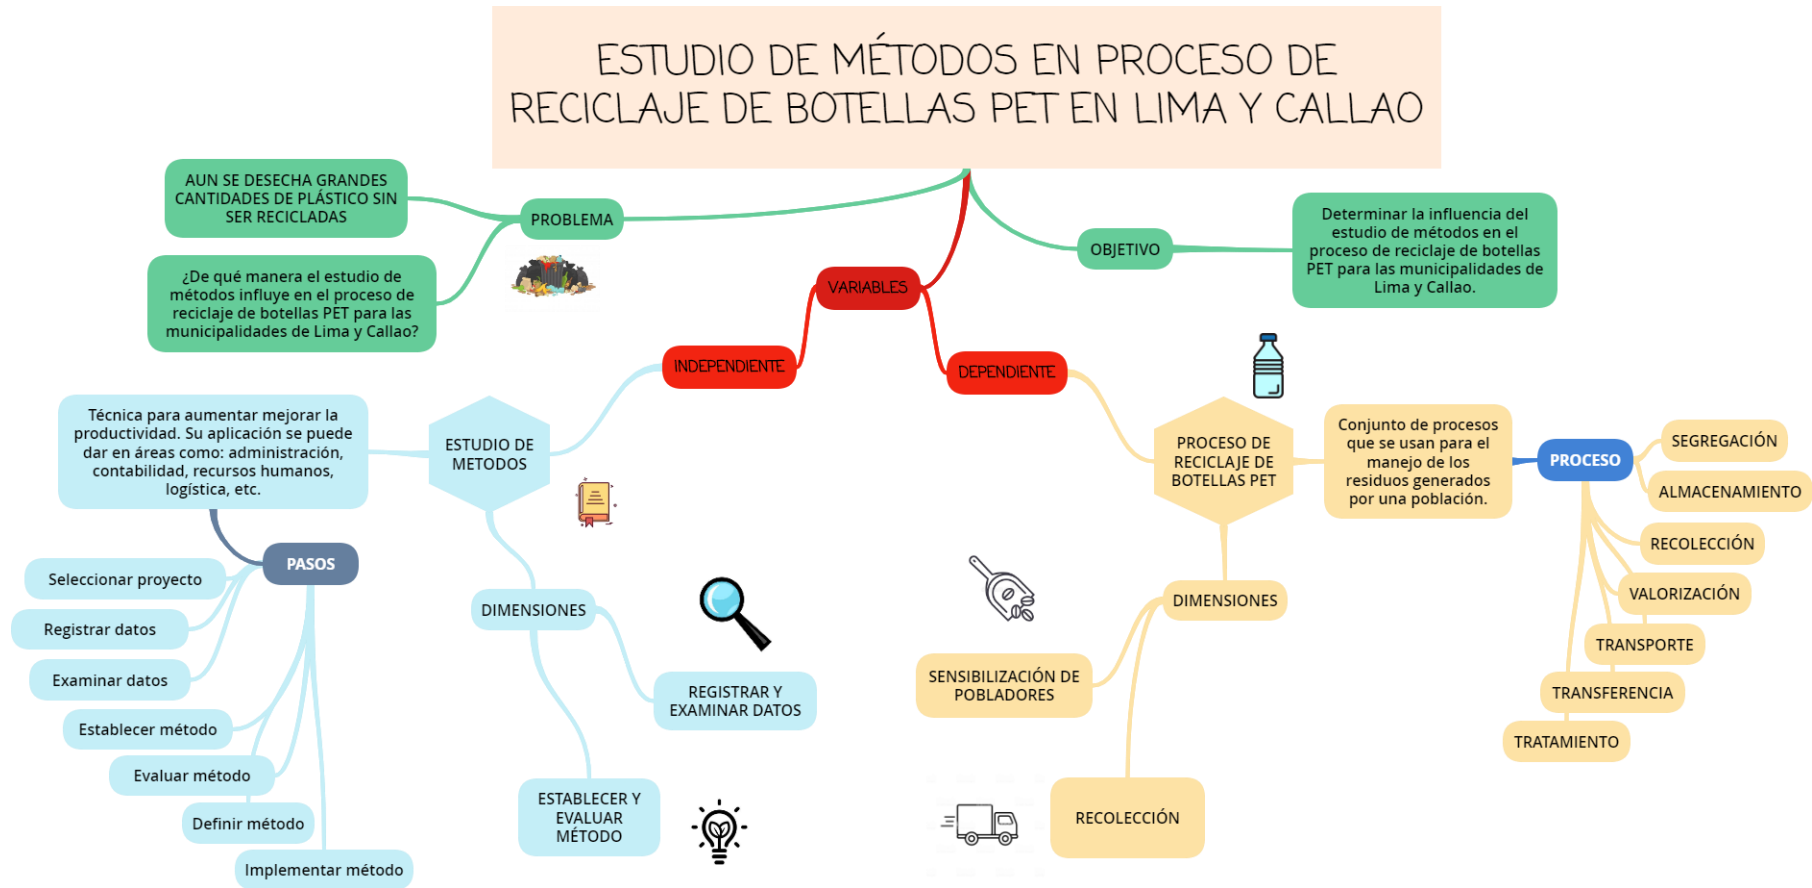 ESTUDIO DE MÉTODOS EN PROCESO DE
RECICLAJE DE BOTELLAS PET EN LIMA Y CALLAO
AUN SE DESECHA GRANDES
CANTIDADES DE PLÁSTICO SIN
SER RECICLADAS
PROBLEMA
¿De qué manera el estudio de
métodos influye en el proceso de
reciclaje de botellas PET para las
municipalidades de Lima y Callao?
OBJETIVO
Determinar la influencia del
estudio de métodos en el
proceso de reciclaje de botellas
PET para las municipalidades de
Lima y Callao.
VARIABLES
INDEPENDIENTE
DEPENDIENTE
Técnica para aumentar mejorar la
productividad. Su aplicación se puede
dar en áreas como: administración,
contabilidad, recursos humanos,
logística, etc.
ESTUDIO DE
METODOS
PASOS
Seleccionar proyecto
Registrar datos
Examinar datos
Establecer método
Evaluar método
Definir método
Implementar método
DIMENSIONES
REGISTRAR Y
EXAMINAR DATOS
ESTABLECER Y
EVALUAR
MÉTODO
PROCESO DE
RECICLAJE DE
BOTELLAS PET
Conjunto de procesos
que se usan para el
manejo de los
residuos generados
por una población.
PROCESO
SEGREGACIÓN
ALMACENAMIENTO
RECOLECCIÓN
VALORIZACIÓN
TRANSPORTE
TRANSFERENCIA
TRATAMIENTO
DIMENSIONES
SENSIBILIZACIÓN DE
POBLADORES
RECOLECCIÓN